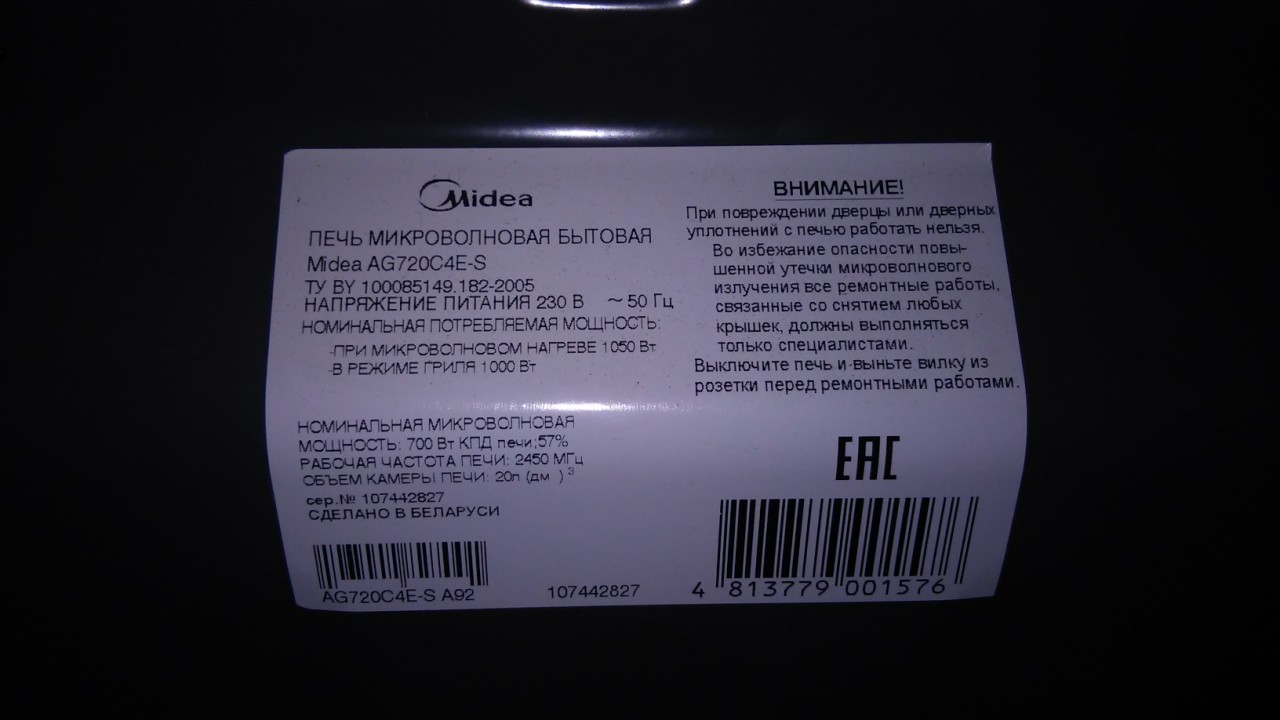 Midea
ПЕЧЬ МИКРОВОЛНОВАЯ БЫТОВАЯ
Midea AG720C4E-S
ТУ BY 100085149.182-2005
НАПРЯЖЕНИЕ ПИТАНИЯ 230 В ~ 50 Гц
НОМИНАЛЬНАЯ ПОТРЕБЛЯЕМАЯ МОЩНОСТЬ:
-ПРИ МИКРОВОЛНОВОМ НАГРЕВЕ 1050 Вт
-В РЕЖИМЕ ГРИЛЯ 1000 Вт
НОМИНАЛЬНАЯ МИКРОВОЛНОВАЯ
МОЩНОСТЬ: 700 Вт КПД печи;57%
РАБОЧАЯ ЧАСТОТА ПЕЧИ: 2450 МГц
ОБЪЕМ КАМЕРЫ ПЕЧИ: 20л (дм ) 3
сер.№ 107442827
СДЕЛАНО В БЕЛАРУСИ
AG720C4E-S A92
107442827
ВНИМАНИЕ!
При повреждении дверцы или дверных
уплотнений с печью работать нельзя.
Во избежание опасности повы-
шенной утечки микроволнового
излучения все ремонтные работы,
связанные со снятием любых
крышек, должны выполняться
только специалистами.
Выключите печь и выньте вилку из
розетки перед ремонтными работами.
EAC
4 813779 001576